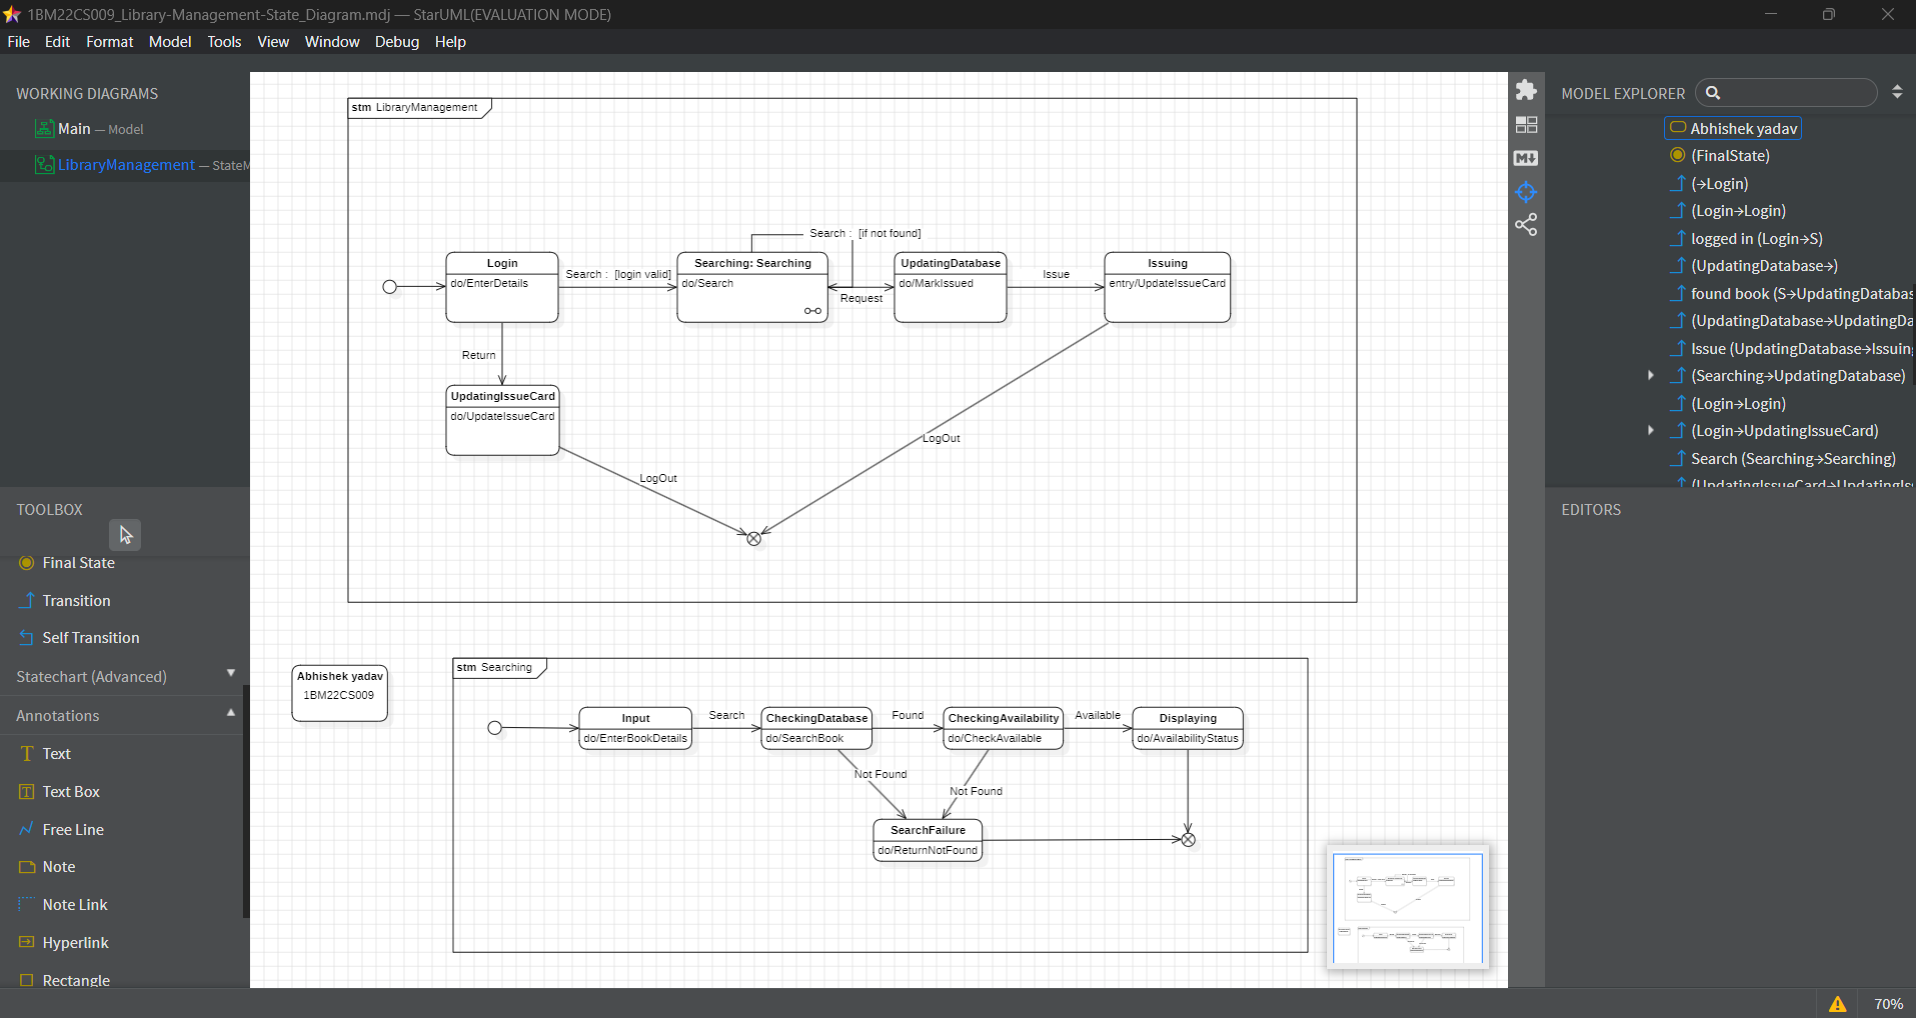 1BM22CS009_Library-Management-State_Diagram.mdj — StarUML(EVALUATION MODE)
File Edit Format Model Tools View Window Debug Help
WORKING DIAGRAMS
Main — Model
LibraryManagement — StateM
TOOLBOX
Final State
Transition
Self Transition
Statechart (Advanced)
Annotations
Text
Text Box
Free Line
Note
Note Link
Hyperlink
Rectangle
stm LibraryManagement
Search : [if not found]
Login
do/EnterDetails
Search : [login valid]
Searching: Searching
do/Search
Request
UpdatingDatabase
do/MarkIssued
Issue
Issuing
entry/UpdateIssueCard
Return
UpdatingIssueCard
do/UpdateIssueCard
LogOut
LogOut
Abhishek yadav
1BM22CS009
stm Searching
Input
do/EnterBookDetails
Search
CheckingDatabase
do/SearchBook
Found
CheckingAvailability
do/CheckAvailable
Available
Displaying
do/AvailabilityStatus
Not Found
Not Found
SearchFailure
do/ReturnNotFound
MODEL EXPLORER
Abhishek yadav
(FinalState)
(→Login)
(Login→Login)
logged in (Login→S)
(UpdatingDatabase→)
found book (S→UpdatingDatabas
(UpdatingDatabase→UpdatingDa
Issue (UpdatingDatabase→Issuin
(Searching→UpdatingDatabase)
(Login→Login)
(Login→UpdatingIssueCard)
Search (Searching→Searching)
(UpdatingIssueCard→UpdatingIs
EDITORS
70%